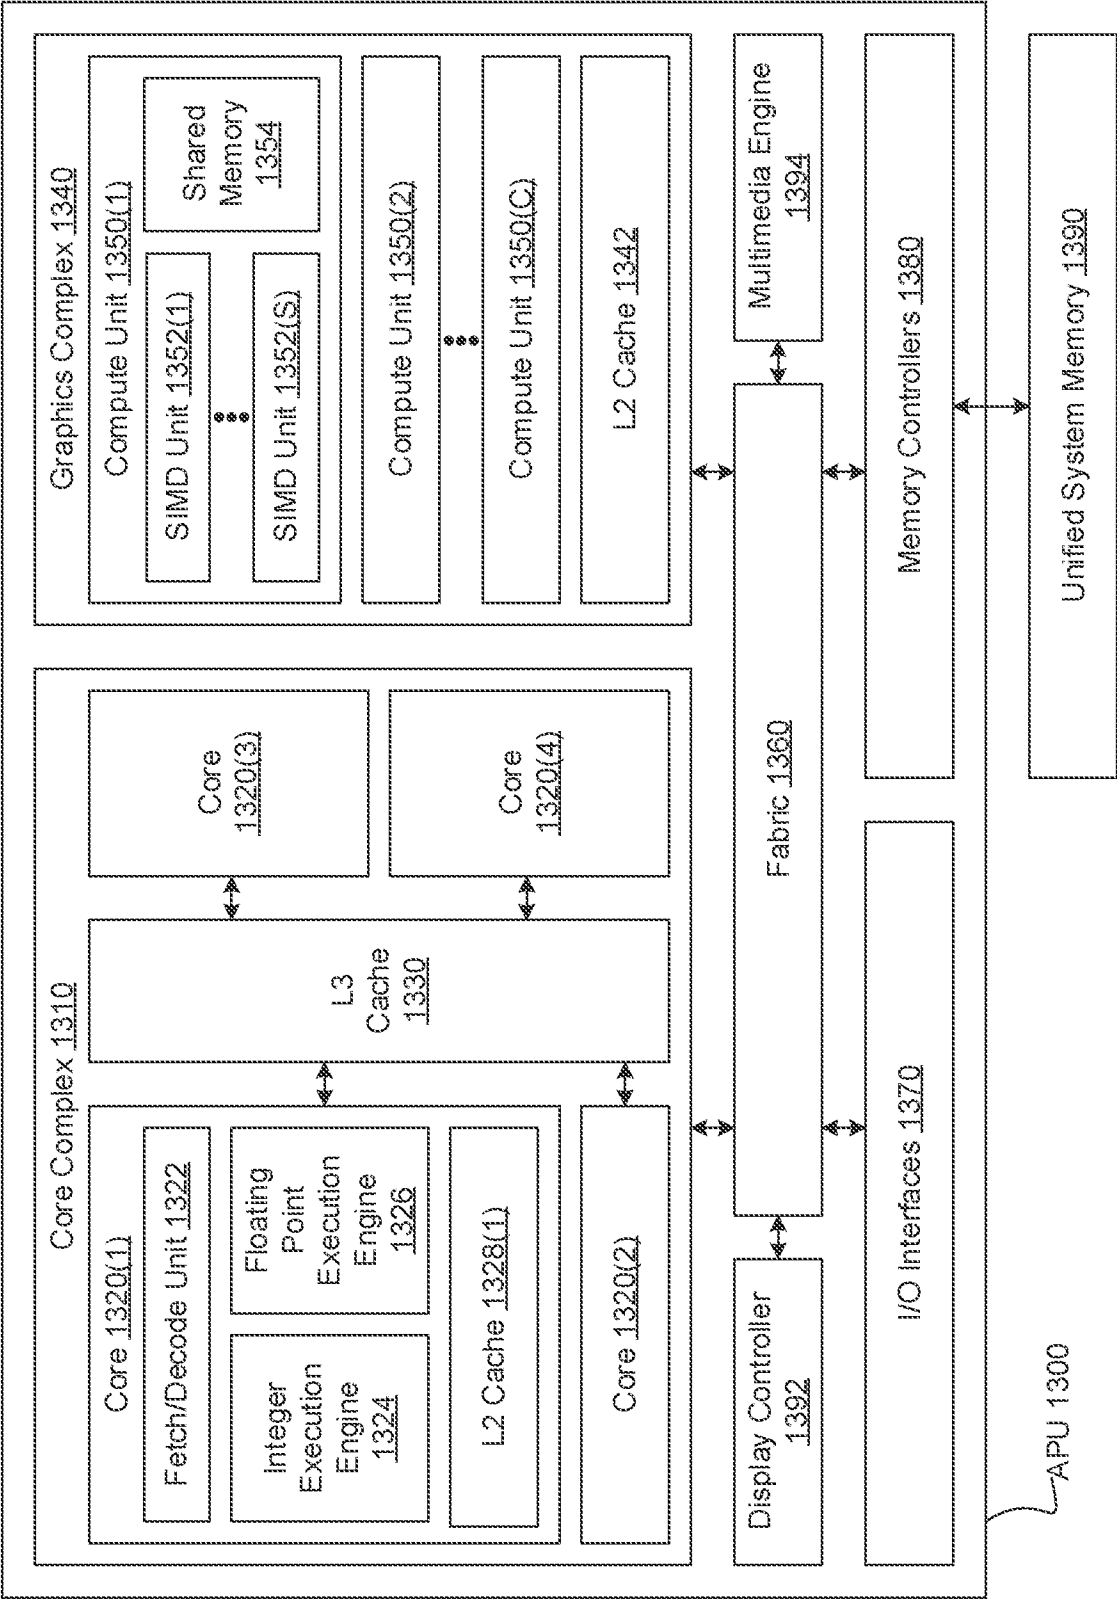 Core Complex 1310
Core 1320(1)
Fetch/Decode Unit 1322
Integer
Execution
Engine
1324
Floating
Point
Execution
Engine
1326
L2 Cache 1328(1)
Core 1320(2)
L3
Cache
1330
Core
1320(3)
Core
1320(4)
Graphics Complex 1340
Compute Unit 1350(1)
SIMD Unit 1352(1)
SIMD Unit 1352(S)
Shared
Memory
1354
Compute Unit 1350(2)
Compute Unit 1350(C)
L2 Cache 1342
Display Controller
1392
Fabric 1360
Multimedia Engine
1394
I/O Interfaces 1370
Memory Controllers 1380
APU 1300
Unified System Memory 1390